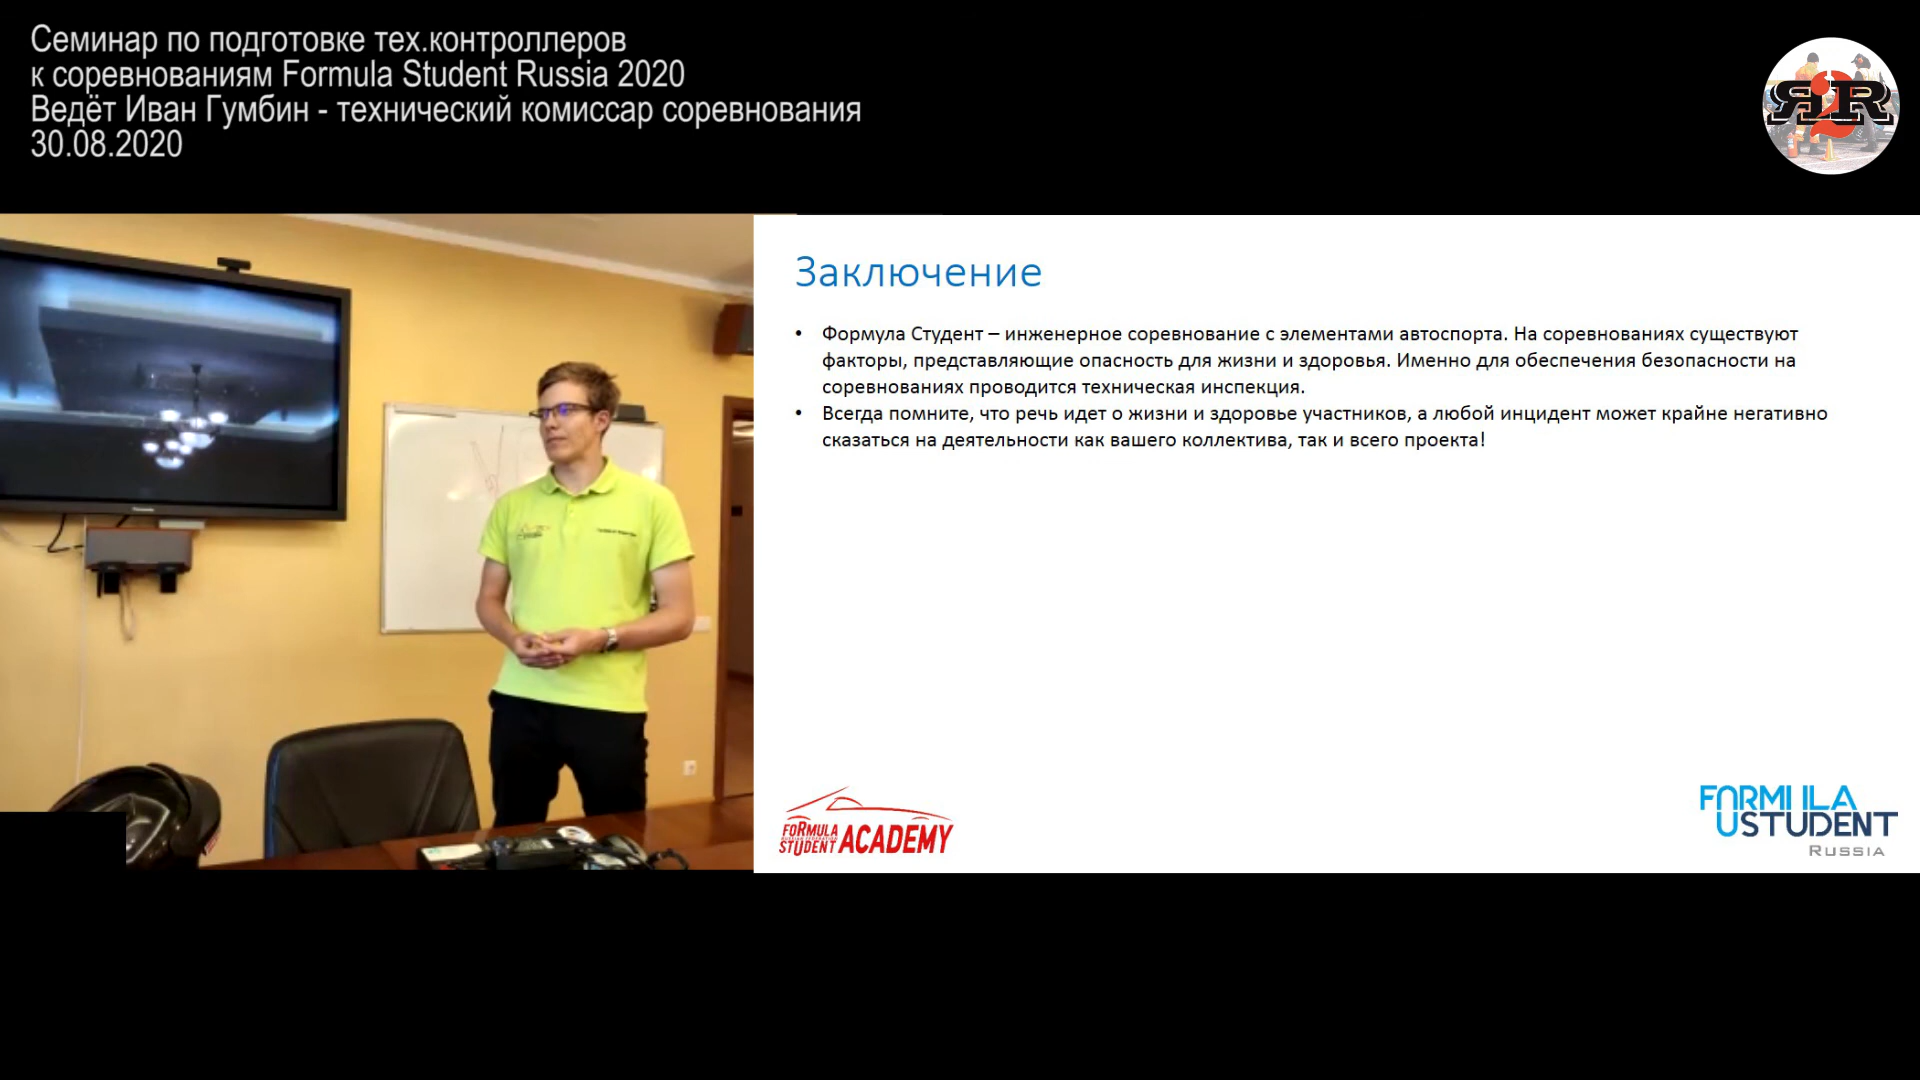 Семинар по подготовке тех.контроллеров
к соревнованиям Formula Student Russia 2020
Ведёт Иван Гумбин - технический комиссар соревнования
30.08.2020
Я2R
Заключение
• Формула Студент – инженерное соревнование с элементами автоспорта. На соревнованиях существуют
факторы, представляющие опасность для жизни и здоровья. Именно для обеспечения безопасности на
соревнованиях проводится техническая инспекция.
• Всегда помните, что речь идет о жизни и здоровье участников, а любой инцидент может крайне негативно
сказаться на деятельности как вашего коллектива, так и всего проекта!
FORMULA
STUDENT ACADEMY
FORMULA
STUDENT
RUSSIA